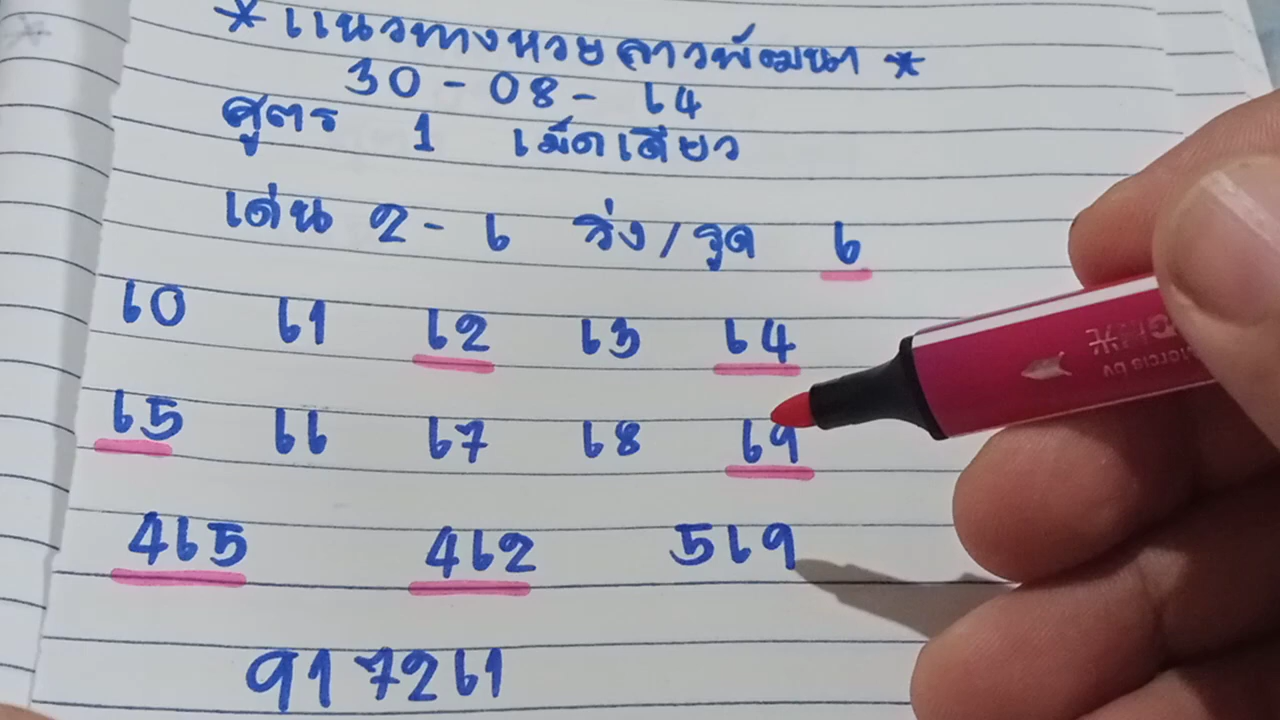 *แนวทางหวยลาวพัฒนา*
30-08-64
สูตร 1 เม็ดเดียว
เด่น 2-6 วิ่ง/รูด 6
60 61 62 63 64
65 66 67 68 69
465 462 569
917261